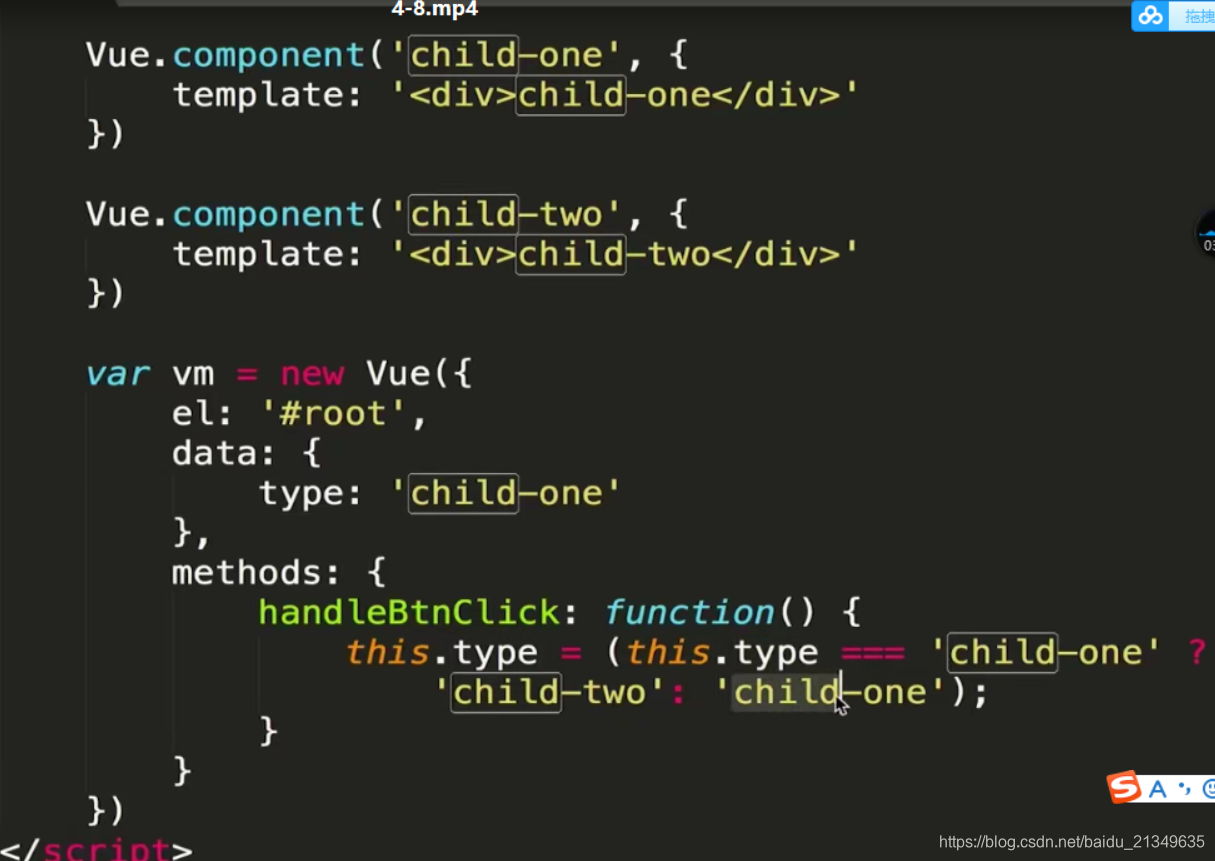 4-8.mp4
拖拽
Vue.component('child-one', {
template: '<div>child-one</div>'
})
Vue.component('child-two', {
template: '<div>child-two</div>'
})
03
var vm = new Vue({
el: '#root',
data: {
type: 'child-one'
},
methods: {
handleBtnClick: function() {
this.type = (this.type === 'child-one' ?
'child-two': 'child-one');
}
}
})
S A
https://blog.csdn.net/baidu_21349635
</script>